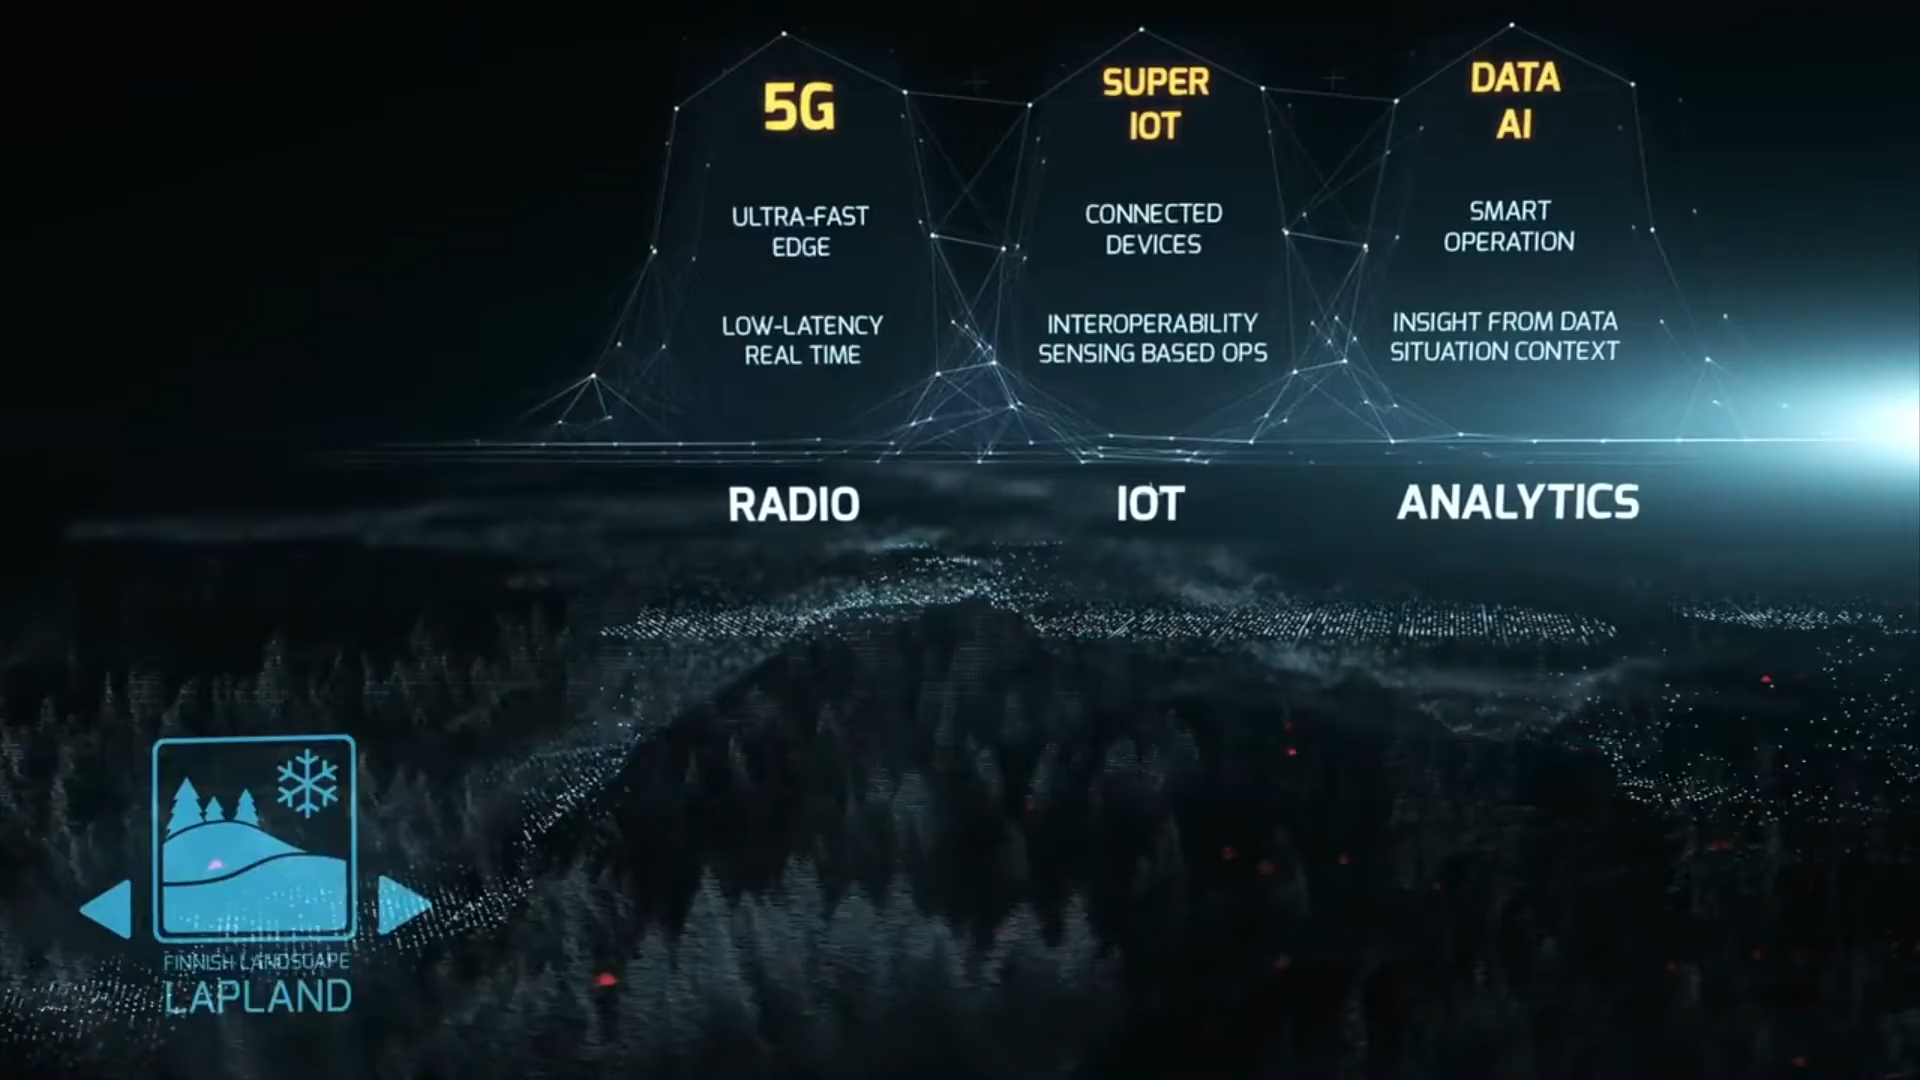 5G
ULTRA-FAST
EDGE
LOW-LATENCY
REAL TIME
RADIO
SUPER
IOT
CONNECTED
DEVICES
INTEROPERABILITY
SENSING BASED OPS
IOT
DATA
AI
SMART
OPERATION
INSIGHT FROM DATA
SITUATION CONTEXT
ANALYTICS
FINNISH LANDSCAPE
LAPLAND